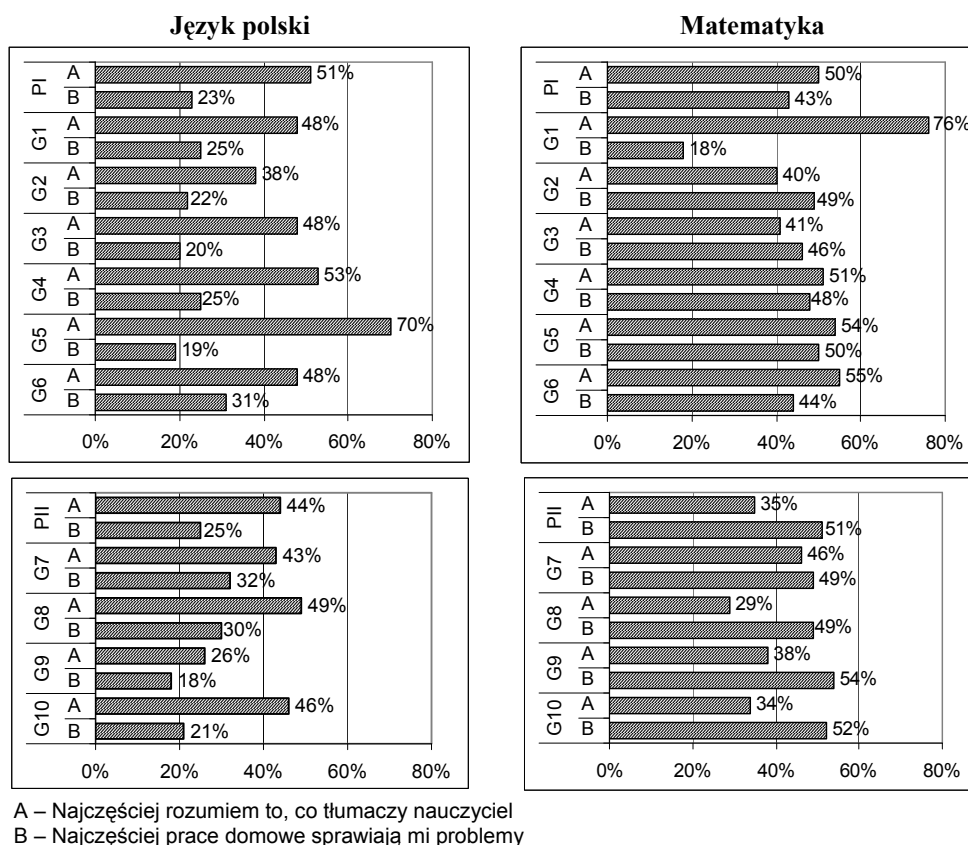 Język polski
PI
A 51%
B 23%
G1
A 48%
B 25%
G2
A 38%
B 22%
G3
A 48%
B 20%
G4
A 53%
B 25%
G5
A 70%
B 19%
G6
A 48%
B 31%
0% 20% 40% 60% 80%
Matematyka
PI
A 50%
B 43%
G1
A 76%
B 18%
G2
A 40%
B 49%
G3
A 41%
B 46%
G4
A 51%
B 48%
G5
A 54%
B 50%
G6
A 55%
B 44%
0% 20% 40% 60% 80%
PII
A 44%
B 25%
G7
A 43%
B 32%
G8
A 49%
B 30%
G9
A 26%
B 18%
G10
A 46%
B 21%
0% 20% 40% 60% 80%
PII
A 35%
B 51%
G7
A 46%
B 49%
G8
A 29%
B 49%
G9
A 38%
B 54%
G10
A 34%
B 52%
0% 20% 40% 60% 80%
A – Najczęściej rozumiem to, co tłumaczy nauczyciel
B – Najczęściej prace domowe sprawiają mi problemy